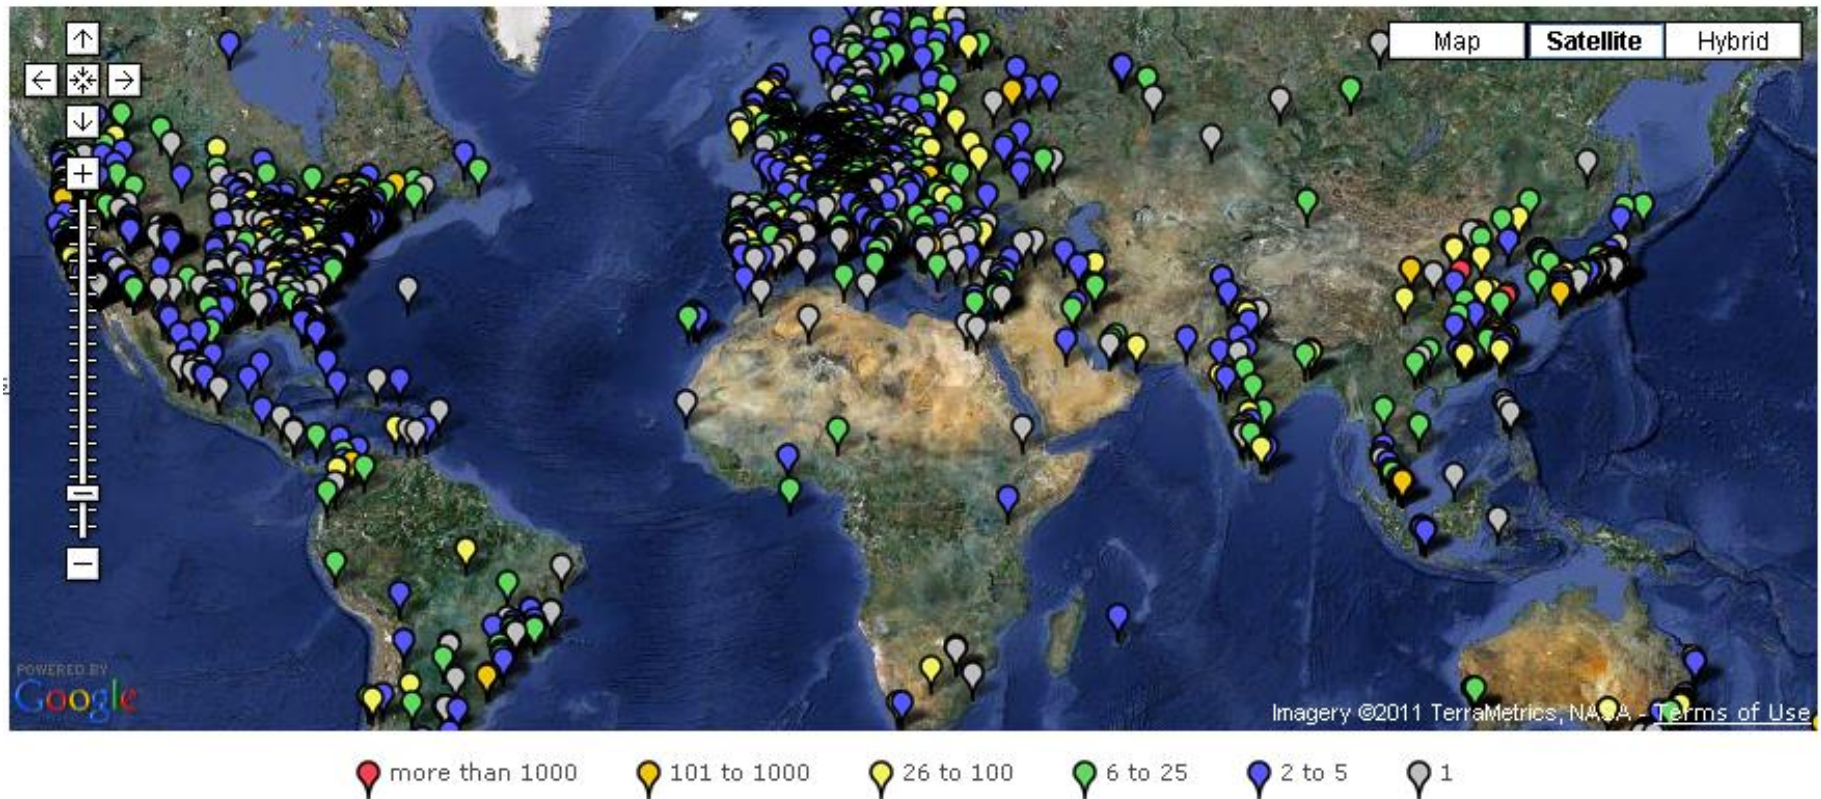 Map Satellite Hybrid
POWERED BY
Google
Imagery ©2011 TerraMetrics, NASA - Terms of Use
more than 1000 101 to 1000 26 to 100 6 to 25 2 to 5 1